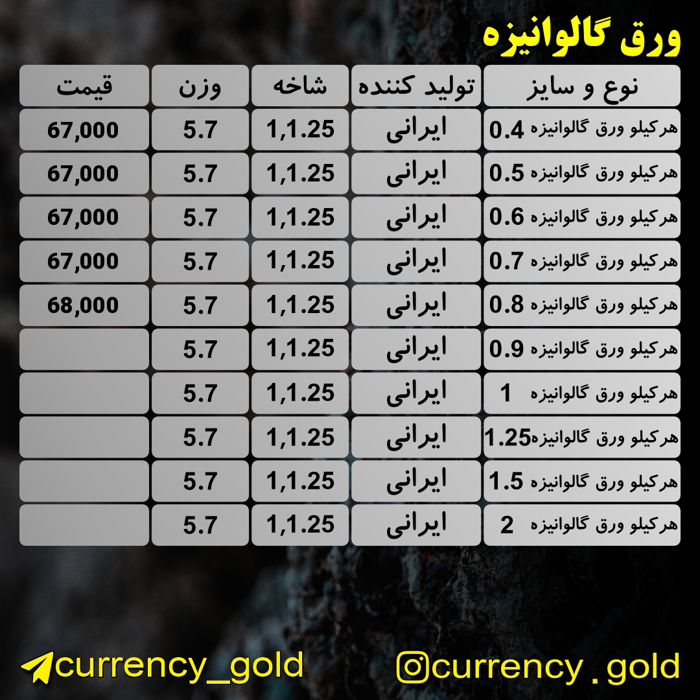 ورق گالوانیزه
نوع و سایز تولید کننده شاخه وزن قیمت
هرکیلو ورق گالوانیزه 0.4 ایرانی 1,1.25 5.7 67,000
هرکیلو ورق گالوانیزه 0.5 ایرانی 1,1.25 5.7 67,000
هرکیلو ورق گالوانیزه 0.6 ایرانی 1,1.25 5.7 67,000
هرکیلو ورق گالوانیزه 0.7 ایرانی 1,1.25 5.7 67,000
هرکیلو ورق گالوانیزه 0.8 ایرانی 1,1.25 5.7 68,000
هرکیلو ورق گالوانیزه 0.9 ایرانی 1,1.25 5.7
هرکیلو ورق گالوانیزه 1 ایرانی 1,1.25 5.7
هرکیلو ورق گالوانیزه 1.25 ایرانی 1,1.25 5.7
هرکیلو ورق گالوانیزه 1.5 ایرانی 1,1.25 5.7
هرکیلو ورق گالوانیزه 2 ایرانی 1,1.25 5.7
currency_gold currency.gold